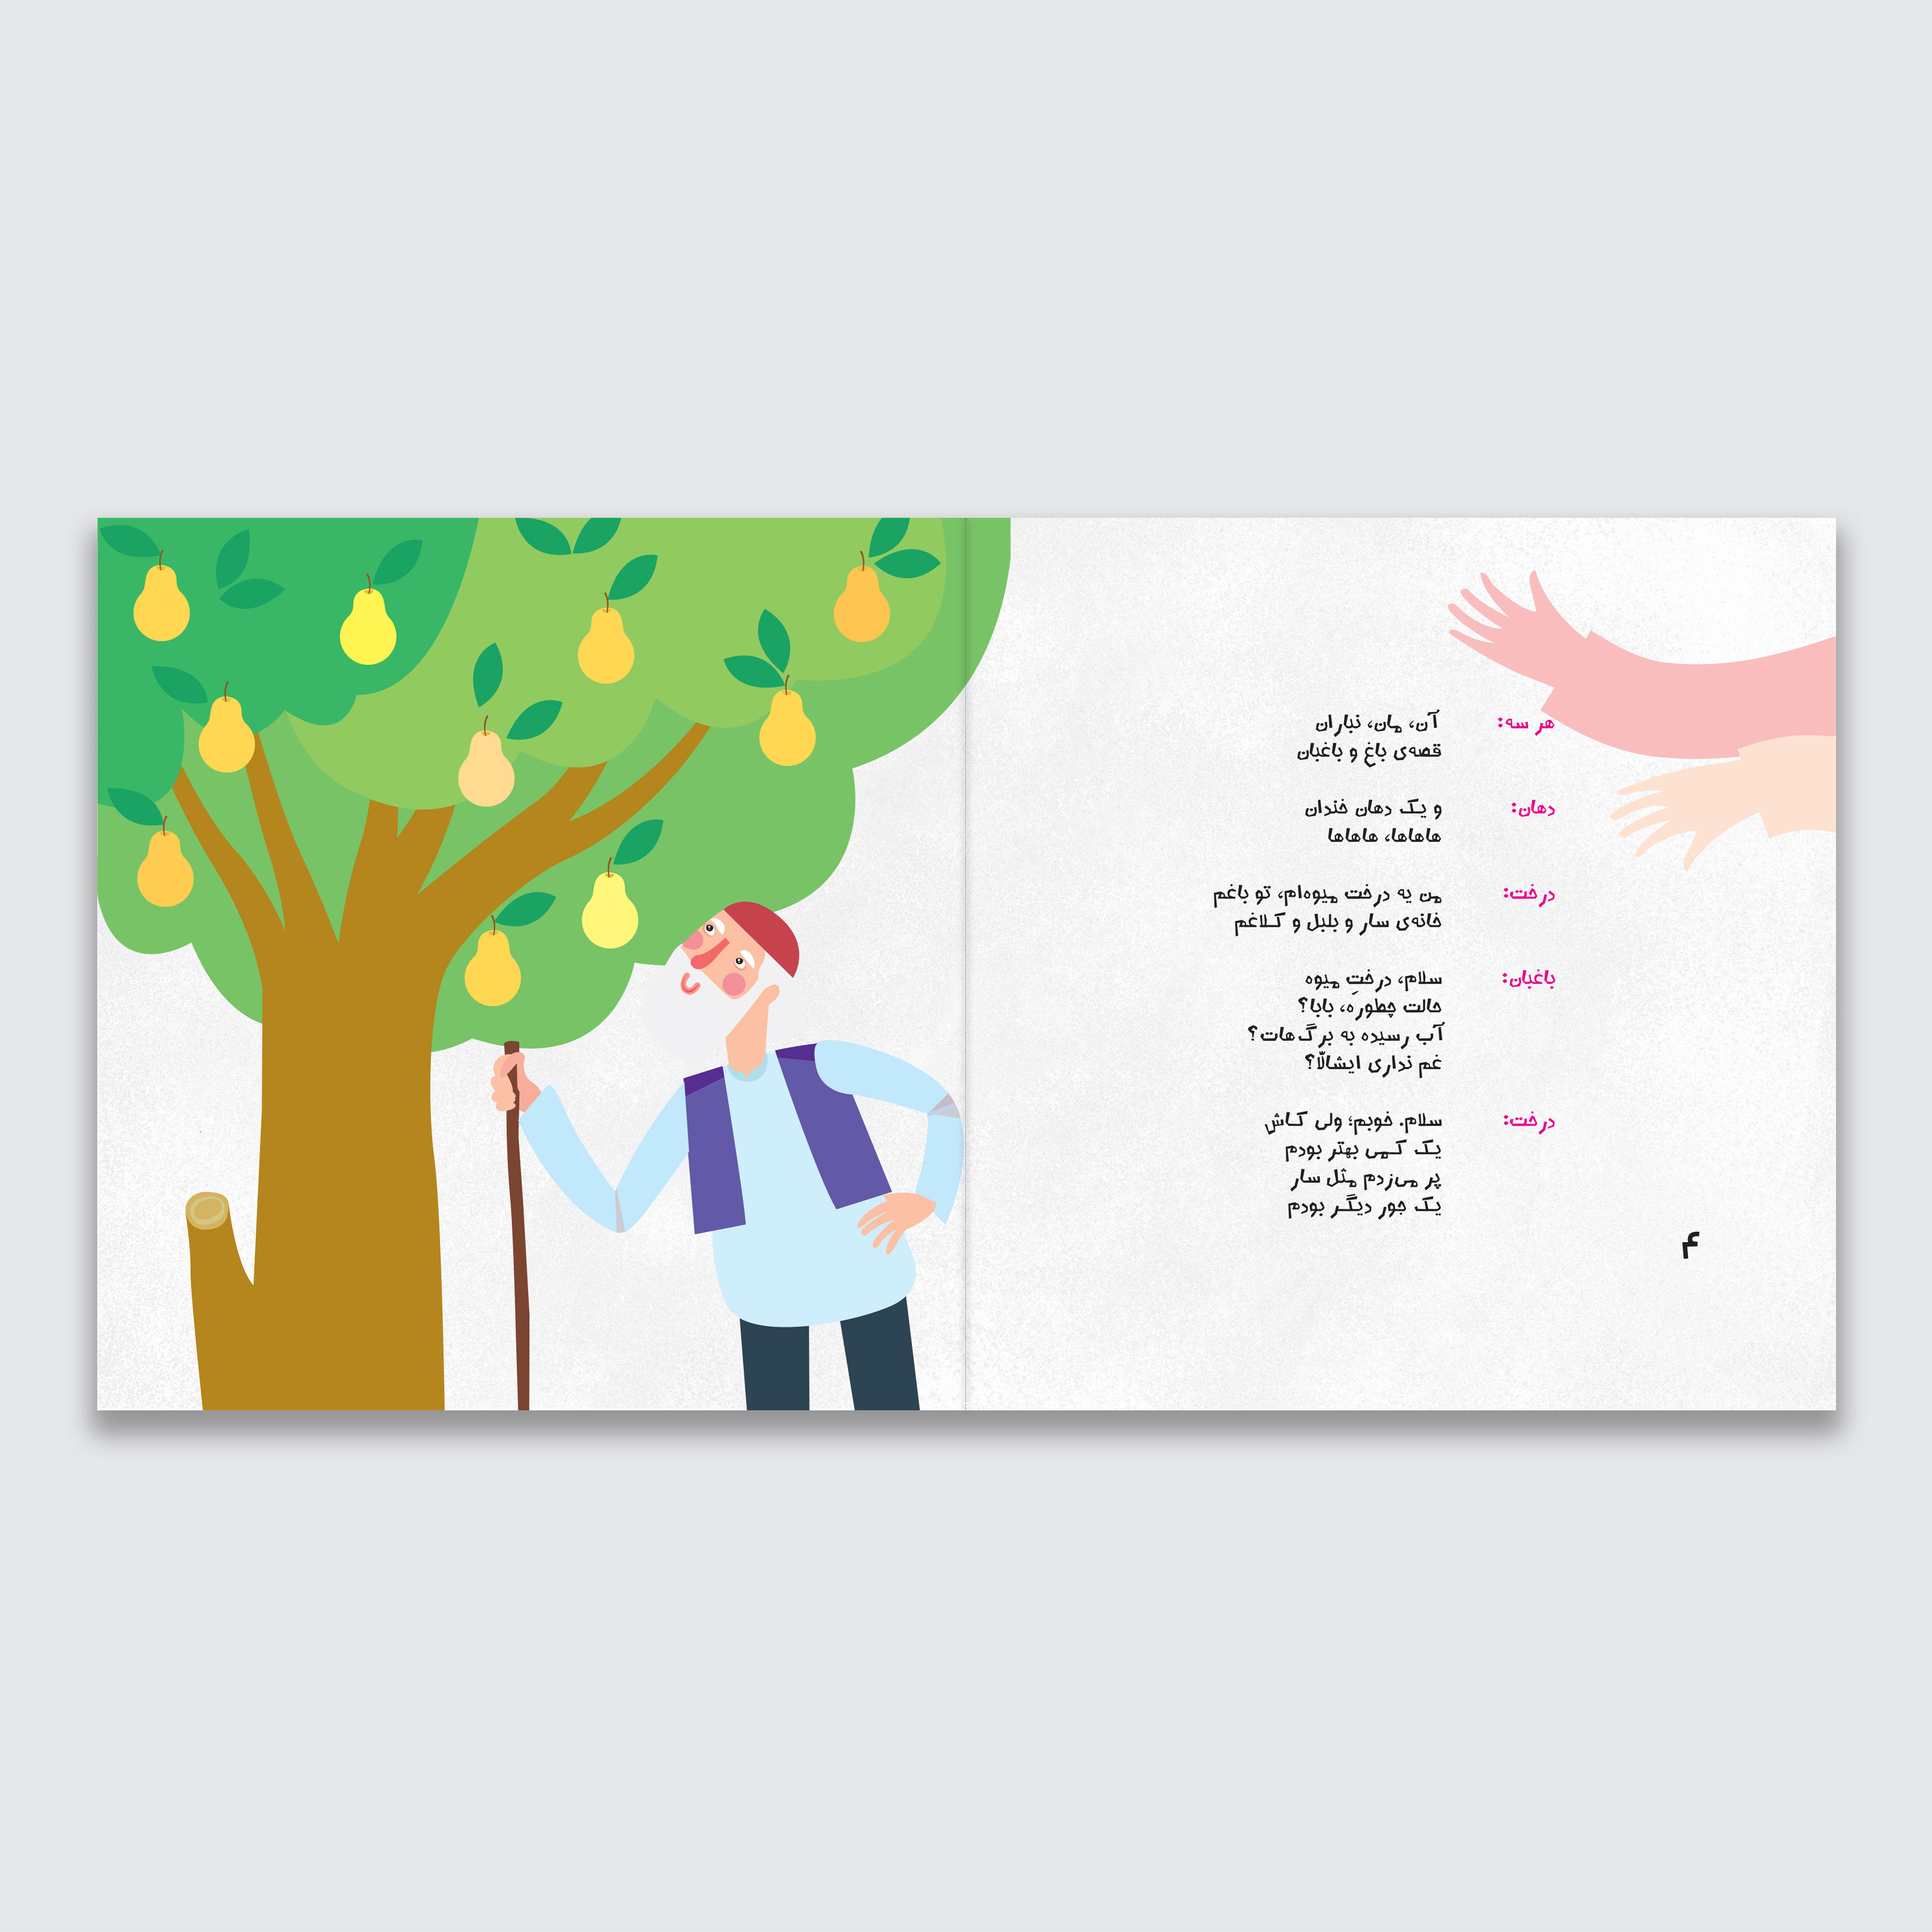 هر سه: آن، مان، نباران
قصه‌ی باغ و باغبان
دهان: و یک دهان خندان
هاهاها، هاهاها
درخت: من یه درخت میوه‌ام، تو باغم
خانه‌ی سار و بلبل و کلاغم
باغبان: سلام، درختِ میوه
حالت چطوره، بابا؟
آب رسیده به برگ‌هات؟
غم نداری ایشالّا؟
درخت: سلام. خوبم؛ ولی کاش
یک کمی بهتر بودم
پر می‌زدم مثل سار
یک جور دیگر بودم
۴